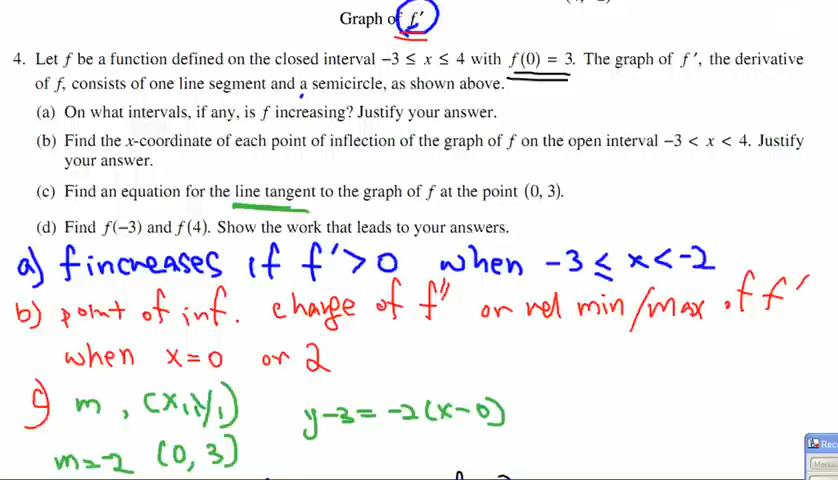 Graph of f′
4. Let f be a function defined on the closed interval −3 ≤ x ≤ 4 with f(0) = 3. The graph of f′, the derivative
of f, consists of one line segment and a semicircle, as shown above.
(a) On what intervals, if any, is f increasing? Justify your answer.
(b) Find the x-coordinate of each point of inflection of the graph of f on the open interval −3 < x < 4. Justify
your answer.
(c) Find an equation for the line tangent to the graph of f at the point (0, 3).
(d) Find f(−3) and f(4). Show the work that leads to your answers.
a) f increases if f′ > 0 when −3 ≤ x < −2
b) point of inf. change of f″ or rel min/max of f′
when x = 0 or 2
c) m, (x1, y1) y−3 = −2(x−0)
m = −2 (0, 3)
Rec